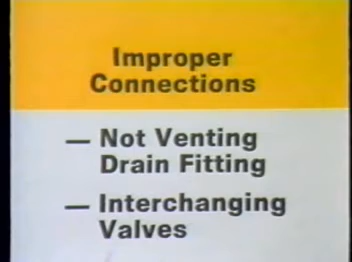 Improper
Connections
— Not Venting
Drain Fitting
— Interchanging
Valves